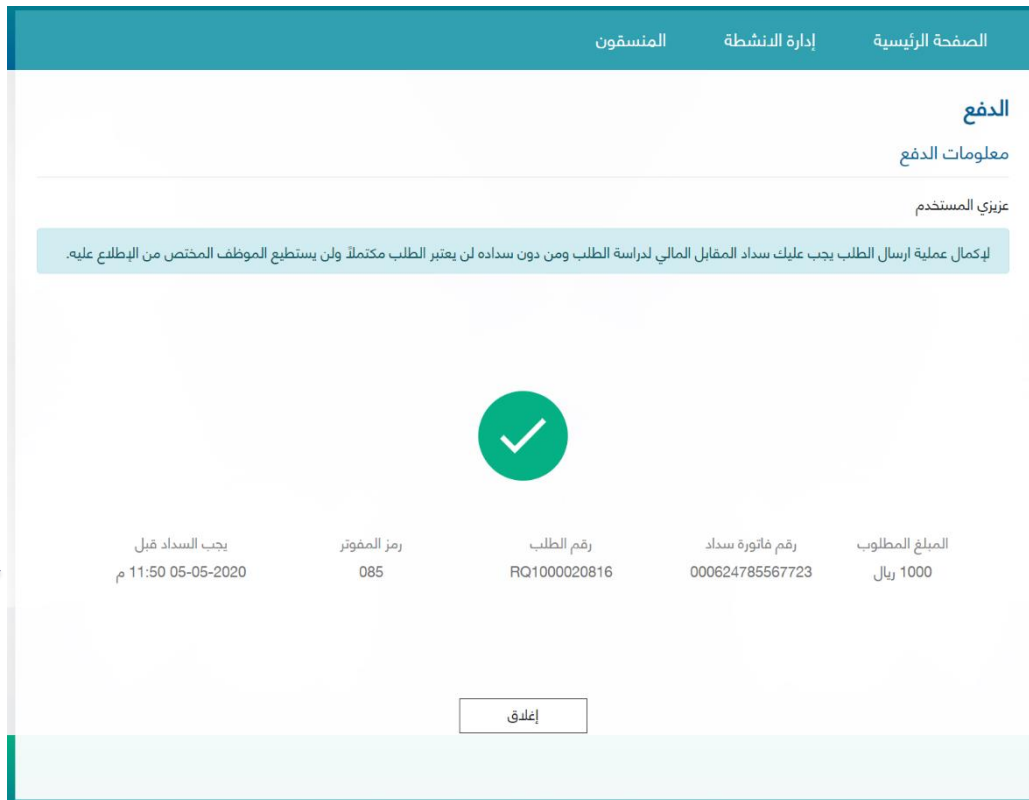 الصفحة الرئيسية إدارة الانشطة المنسقون
الدفع
معلومات الدفع
عزيزي المستخدم
لإكمال عملية ارسال الطلب يجب عليك سداد المقابل المالي لدراسة الطلب ومن دون سداده لن يعتبر الطلب مكتملاً ولن يستطيع الموظف المختص من الإطلاع عليه.
المبلغ المطلوب رقم فاتورة سداد رقم الطلب رمز المفوتر يجب السداد قبل
1000 ريال 000624785567723 RQ1000020816 085 05-05-2020 11:50 م
إغلاق